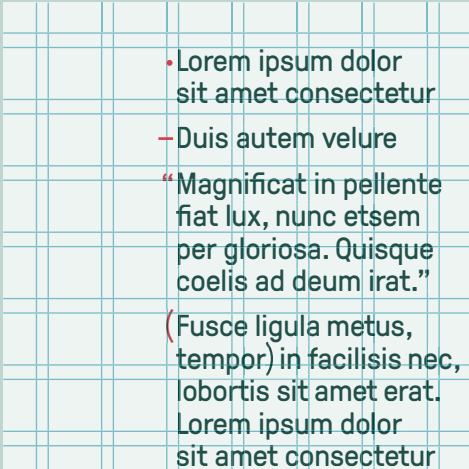 •Lorem ipsum dolor
sit amet consectetur
–Duis autem velure
“Magnificat in pellente
fiat lux, nunc etsem
per gloriosa. Quisque
coelis ad deum irat.”
(Fusce ligula metus,
tempor) in facilisis nec,
lobortis sit amet erat.
Lorem ipsum dolor
sit amet consectetur